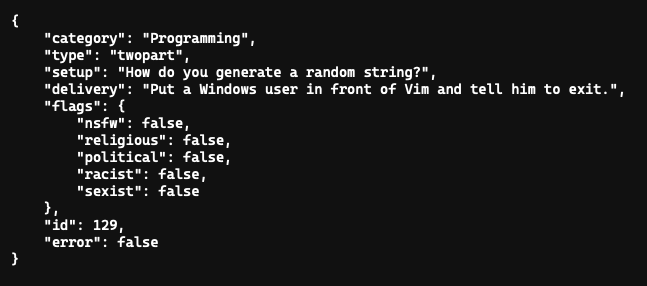 {
    "category": "Programming",
    "type": "twopart",
    "setup": "How do you generate a random string?",
    "delivery": "Put a Windows user in front of Vim and tell him to exit.",
    "flags": {
        "nsfw": false,
        "religious": false,
        "political": false,
        "racist": false,
        "sexist": false
    },
    "id": 129,
    "error": false
}